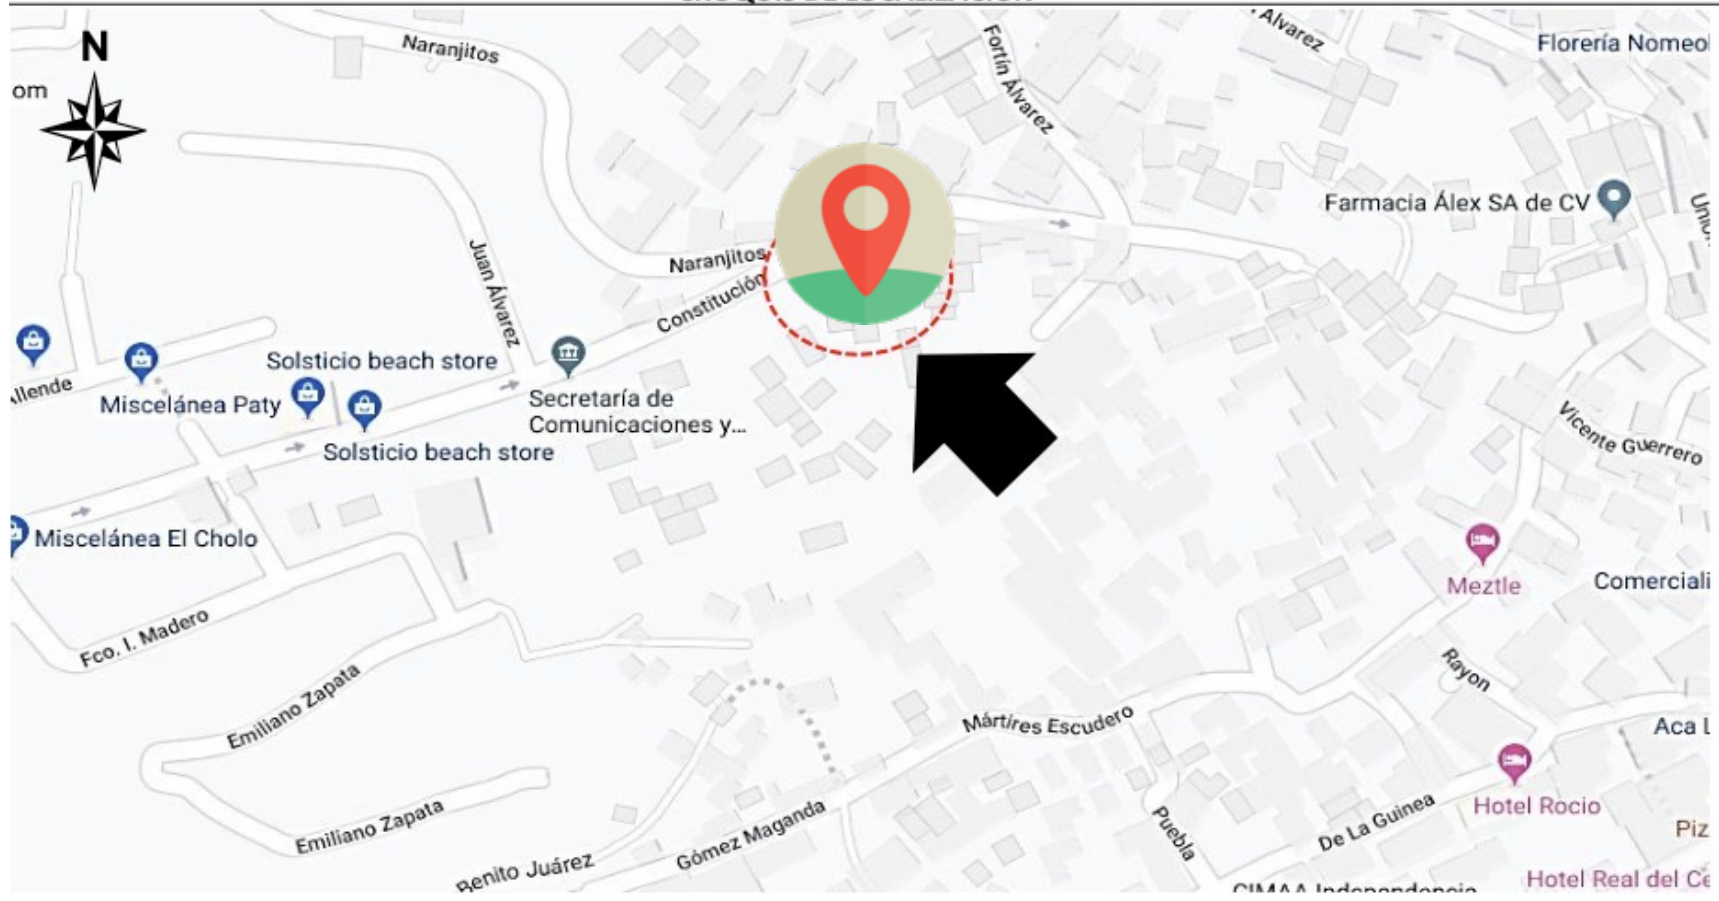 N
Naranjitos
Fortín Álvarez
Alvarez
Florería Nomeol
om
Farmacia Álex SA de CV
Juan Álvarez
Naranjitos
Constitución
Solsticio beach store
Miscelánea Paty
Secretaría de
Comunicaciones y...
Solsticio beach store
Vicente Guerrero
Miscelánea El Cholo
Meztle
Comerciali
Fco. I. Madero
Rayon
Emiliano Zapata
Mártires Escudero
Aca L
Hotel Rocio
Emiliano Zapata
Gómez Maganda
Puebla
De La Guinea
Piz
Benito Juárez
Hotel Real del Ce